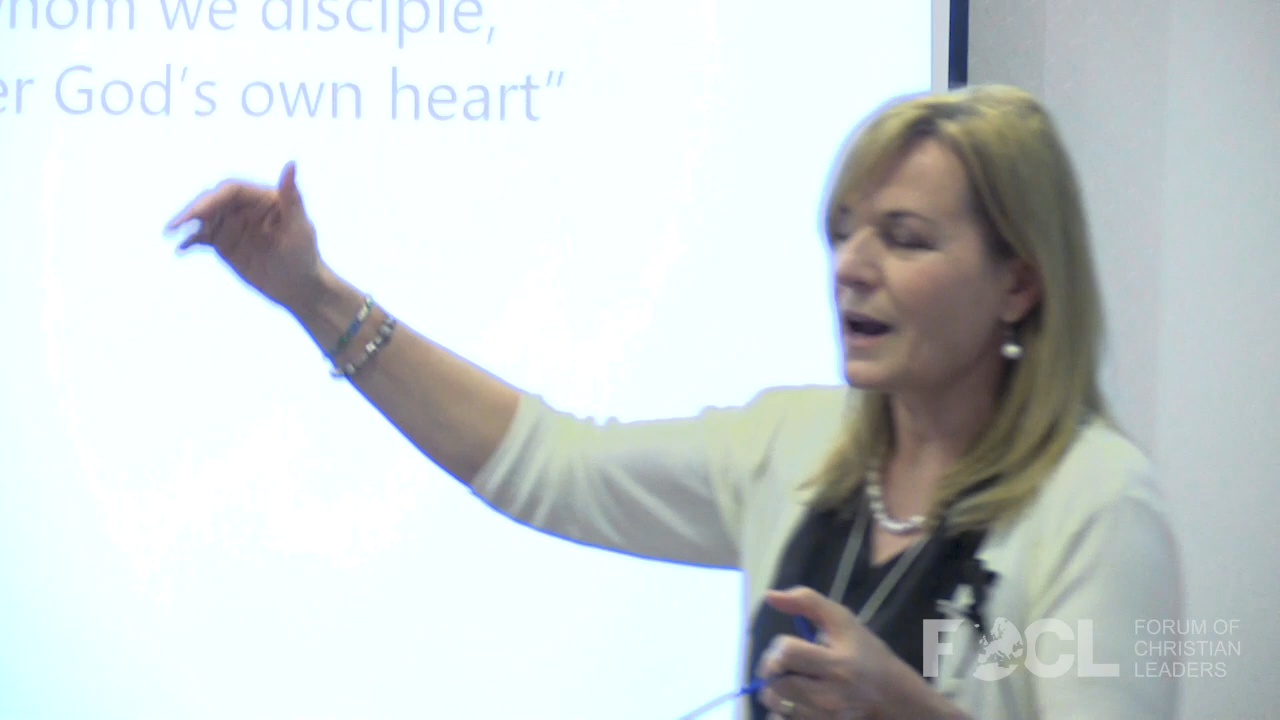 whom we disciple,
er God's own heart”
FOCL
FORUM OF
CHRISTIAN
LEADERS